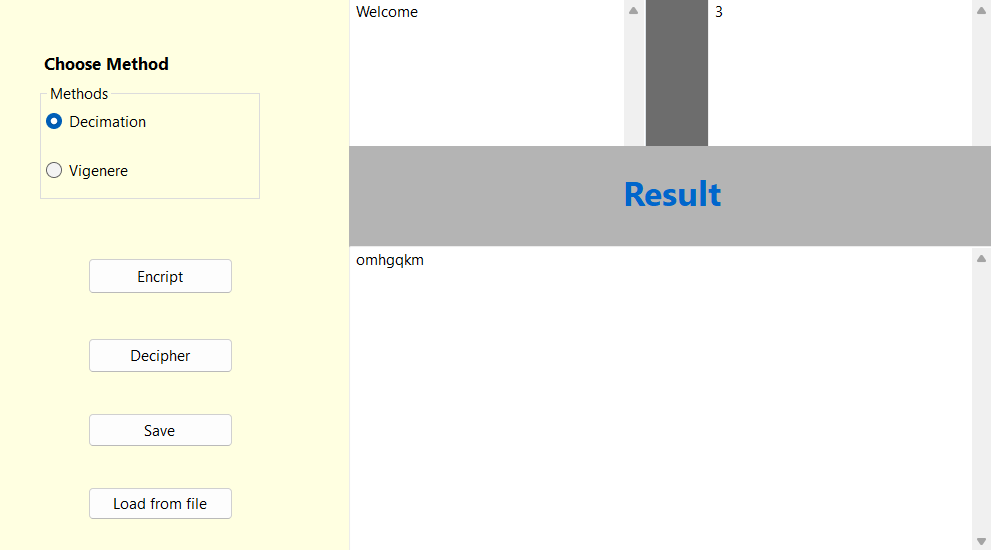 Choose Method
Methods
Decimation
Vigenere
Encript
Decipher
Save
Load from file
Welcome
3
Result
omhgqkm